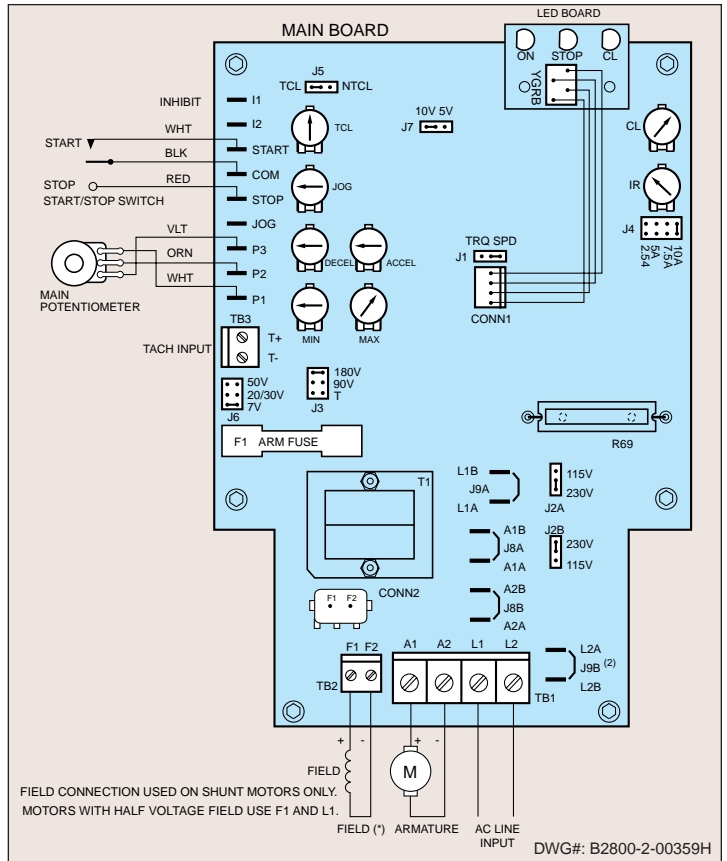 LED BOARD
MAIN BOARD
ON STOP CL
YGRB
J5
TCL NTCL
INHIBIT
I1
I2
10V 5V
J7
TCL
CL
WHT
START
START
BLK
COM
RED
STOP
STOP
START/STOP SWITCH
JOG
IR
JOG
J4
10A
7.5A
5A
2.54
VLT
P3
ORN
P2
WHT
P1
MAIN
POTENTIOMETER
DECEL
ACCEL
TRQ SPD
J1
CONN1
MIN
MAX
TB3
TACH INPUT
T+
T-
50V
20/30V
7V
J6
180V
90V
T
J3
F1 ARM FUSE
R69
T1
L1B
J9A
L1A
115V
230V
J2A
J2B
230V
115V
A1B
J8A
A1A
A2B
J8B
A2A
CONN2
F1 F2
F1 F2
TB2
A1 A2 L1 L2
TB1
L2A
J9B (2)
L2B
+ -
+ -
M
FIELD
FIELD CONNECTION USED ON SHUNT MOTORS ONLY.
MOTORS WITH HALF VOLTAGE FIELD USE F1 AND L1.
FIELD (*)
ARMATURE
AC LINE
INPUT
DWG#: B2800-2-00359H